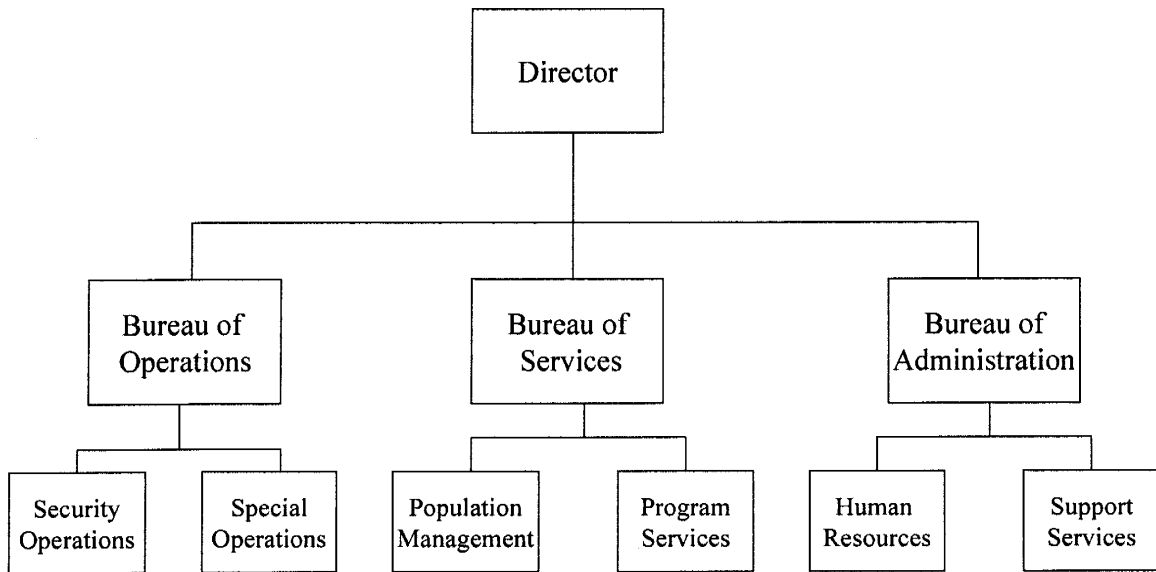 Director
Bureau of
Operations
Bureau of
Services
Bureau of
Administration
Security
Operations
Special
Operations
Population
Management
Program
Services
Human
Resources
Support
Services